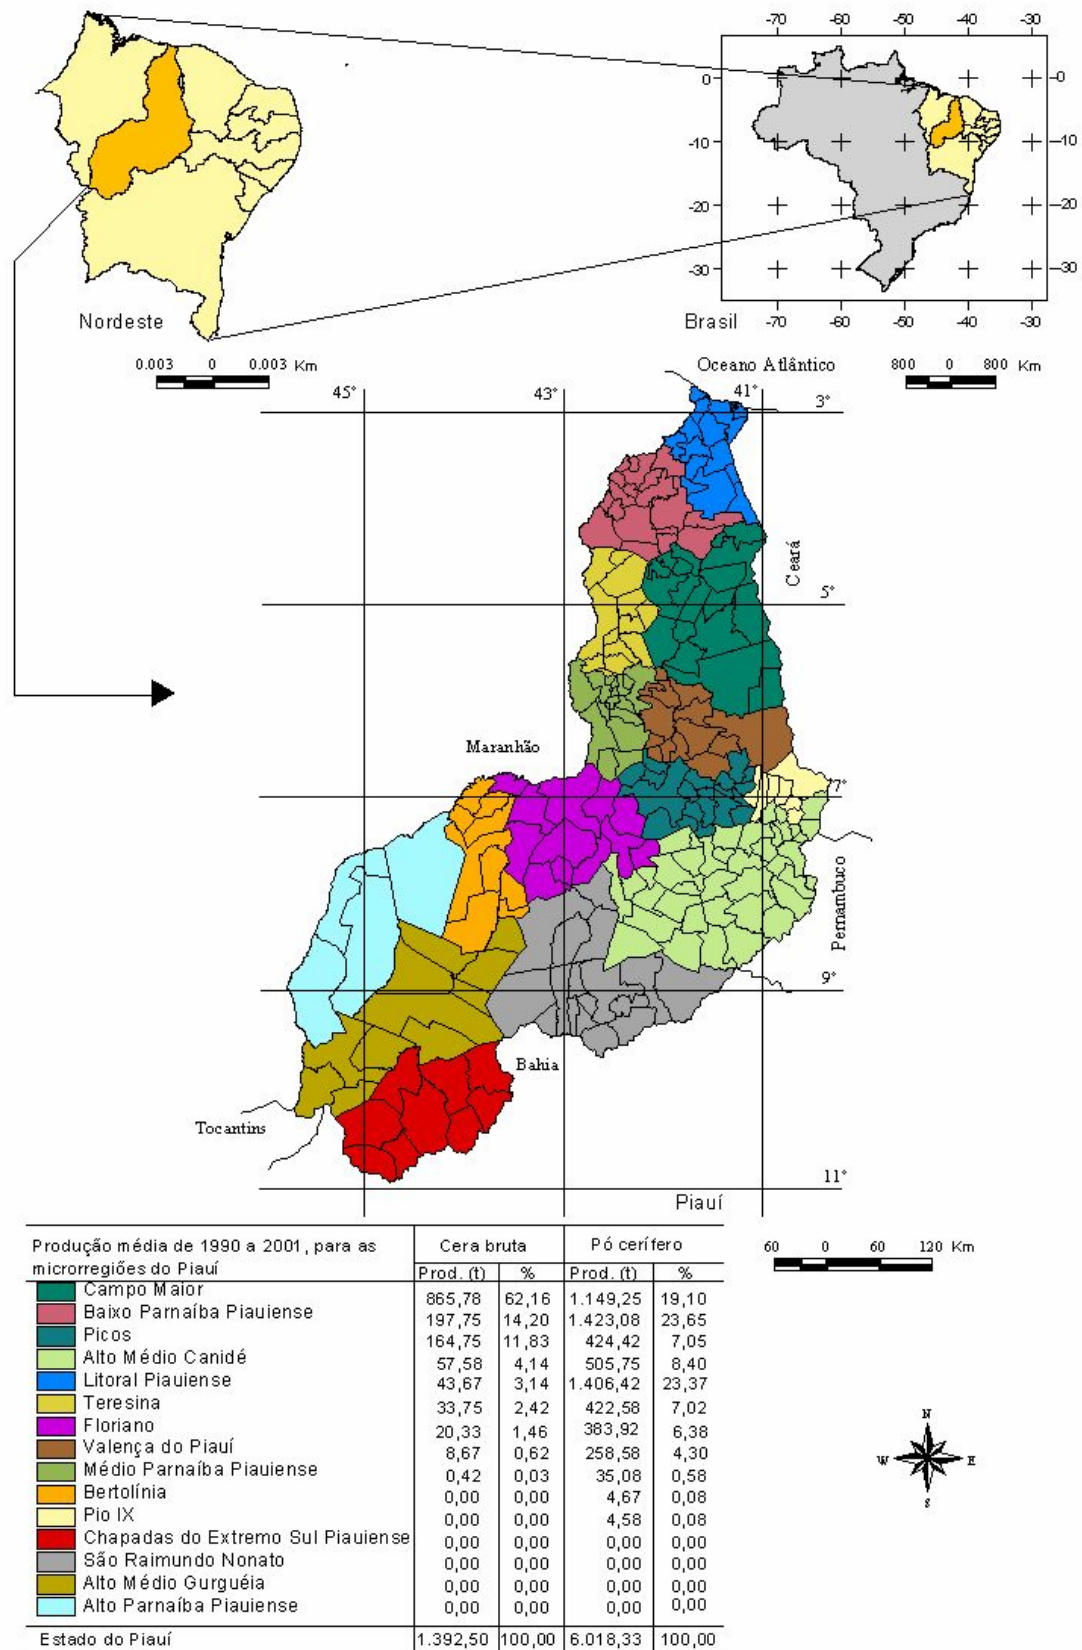 -70 -60 -50 -40 -30
0 -0
-10 -10
-20 -20
-30 -30
Nordeste
Brasil -70 -60 -50 -40 -30
0.003 0 0.003 Km
Oceano Atlântico
800 0 800 Km
45° 43° 41°
3°
Ceará
5°
Maranhão
7°
Pernambuco
9°
Bahia
Tocantins
11°
Piauí
60 0 60 120 Km
Produção média de 1990 a 2001, para as microrregiões do Piauí Cera bruta Pó cerífero
Prod. (t) % Prod. (t) %
Campo Maior 865,78 62,16 1.149,25 19,10
Baixo Parnaíba Piauiense 197,75 14,20 1.423,08 23,65
Picos 164,75 11,83 424,42 7,05
Alto Médio Canidé 57,58 4,14 505,75 8,40
Litoral Piauiense 43,67 3,14 1.406,42 23,37
Teresina 33,75 2,42 422,58 7,02
Floriano 20,33 1,46 383,92 6,38
Valença do Piauí 8,67 0,62 258,58 4,30
Médio Parnaíba Piauiense 0,42 0,03 35,08 0,58
Bertolínia 0,00 0,00 4,67 0,08
Pio IX 0,00 0,00 4,58 0,08
Chapadas do Extremo Sul Piauiense 0,00 0,00 0,00 0,00
São Raimundo Nonato 0,00 0,00 0,00 0,00
Alto Médio Gurguéia 0,00 0,00 0,00 0,00
Alto Parnaíba Piauiense 0,00 0,00 0,00 0,00
Estado do Piauí 1.392,50 100,00 6.018,33 100,00
N
W E
S